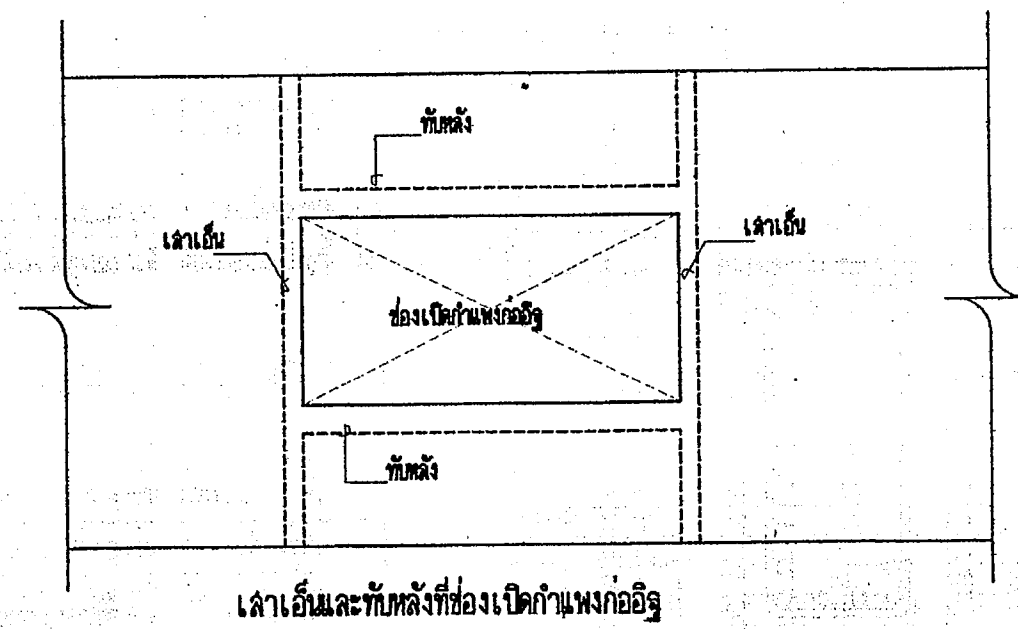 ทับหลัง
เสาเอ็น
เสาเอ็น
ช่องเปิดกำแพงก่ออิฐ
ทับหลัง
เสาเอ็นและทับหลังที่ช่องเปิดกำแพงก่ออิฐ